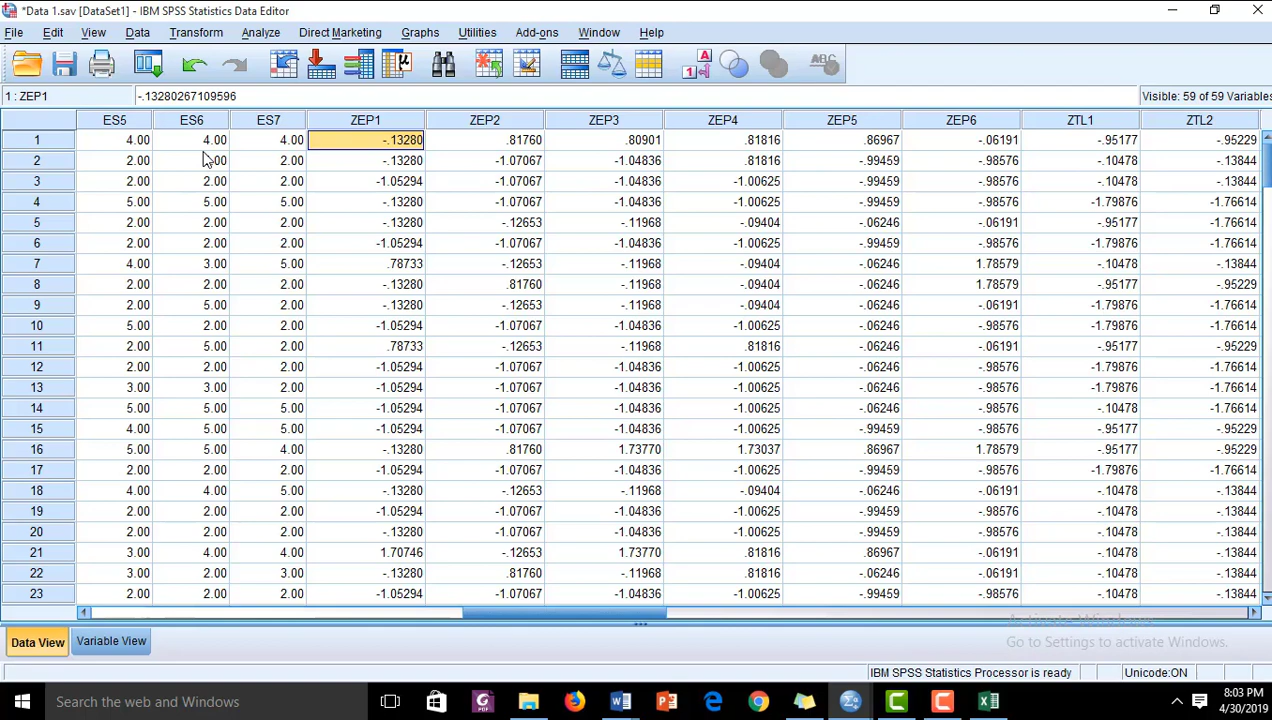 *Data 1.sav [DataSet1] - IBM SPSS Statistics Data Editor
File Edit View Data Transform Analyze Direct Marketing Graphs Utilities Add-ons Window Help
1 : ZEP1 -.13280267109596 Visible: 59 of 59 Variables
ES5 ES6 ES7 ZEP1 ZEP2 ZEP3 ZEP4 ZEP5 ZEP6 ZTL1 ZTL2
1 4.00 4.00 4.00 -.13280 .81760 .80901 .81816 .86967 -.06191 -.95177 -.95229
2 2.00 .00 2.00 -.13280 -1.07067 -1.04836 .81816 -.99459 -.98576 -.10478 -.13844
3 2.00 2.00 2.00 -1.05294 -1.07067 -1.04836 -1.00625 -.99459 -.98576 -.10478 -.13844
4 5.00 5.00 5.00 -.13280 -1.07067 -1.04836 -1.00625 -.99459 -.98576 -1.79876 -1.76614
5 2.00 2.00 2.00 -.13280 -.12653 -.11968 -.09404 -.06246 -.06191 -.95177 -.95229
6 2.00 2.00 2.00 -1.05294 -1.07067 -1.04836 -1.00625 -.99459 -.98576 -1.79876 -1.76614
7 4.00 3.00 5.00 .78733 -.12653 -.11968 -.09404 -.06246 1.78579 -.10478 -.13844
8 2.00 2.00 2.00 -.13280 .81760 -.11968 -.09404 -.06246 1.78579 -.95177 -.95229
9 2.00 5.00 2.00 -.13280 -.12653 -.11968 -.09404 -.06246 -.06191 -1.79876 -1.76614
10 5.00 2.00 2.00 -1.05294 -1.07067 -1.04836 -1.00625 -.06246 -.98576 -1.79876 -1.76614
11 2.00 5.00 2.00 .78733 -.12653 -.11968 .81816 -.06246 -.06191 -.95177 -.95229
12 2.00 2.00 2.00 -1.05294 -1.07067 -1.04836 -1.00625 -.06246 -.98576 -1.79876 -1.76614
13 3.00 3.00 2.00 -1.05294 -1.07067 -1.04836 -1.00625 -.06246 -.98576 -1.79876 -1.76614
14 5.00 5.00 5.00 -1.05294 -1.07067 -1.04836 -1.00625 -.06246 -.98576 -.10478 -1.76614
15 4.00 5.00 2.00 -1.05294 -1.07067 -1.04836 -1.00625 -.99459 -.98576 -.95177 -.95229
16 5.00 5.00 4.00 -.13280 .81760 1.73770 1.73037 .86967 1.78579 -.95177 -.95229
17 2.00 2.00 2.00 -1.05294 -1.07067 -1.04836 -1.00625 -.99459 -.98576 -1.79876 -1.76614
18 4.00 4.00 5.00 -.13280 -.12653 -.11968 -.09404 -.06246 -.06191 -.10478 -.13844
19 2.00 2.00 2.00 -1.05294 -1.07067 -1.04836 -1.00625 -.99459 -.98576 -.10478 -.13844
20 2.00 2.00 2.00 -.13280 -1.07067 -1.04836 -1.00625 -.99459 -.98576 -.10478 -.13844
21 3.00 4.00 4.00 1.70746 -.12653 1.73770 .81816 .86967 -.06191 -.10478 -.13844
22 3.00 2.00 3.00 -.13280 .81760 -.11968 .81816 -.06246 -.98576 -.10478 -.13844
23 2.00 2.00 2.00 -1.05294 -1.07067 -1.04836 -1.00625 -.99459 -.98576 -.10478 -.13844
Activate Windows
Go to Settings to activate Windows.
Data View Variable View
IBM SPSS Statistics Processor is ready Unicode:ON
Search the web and Windows
8:03 PM
4/30/2019